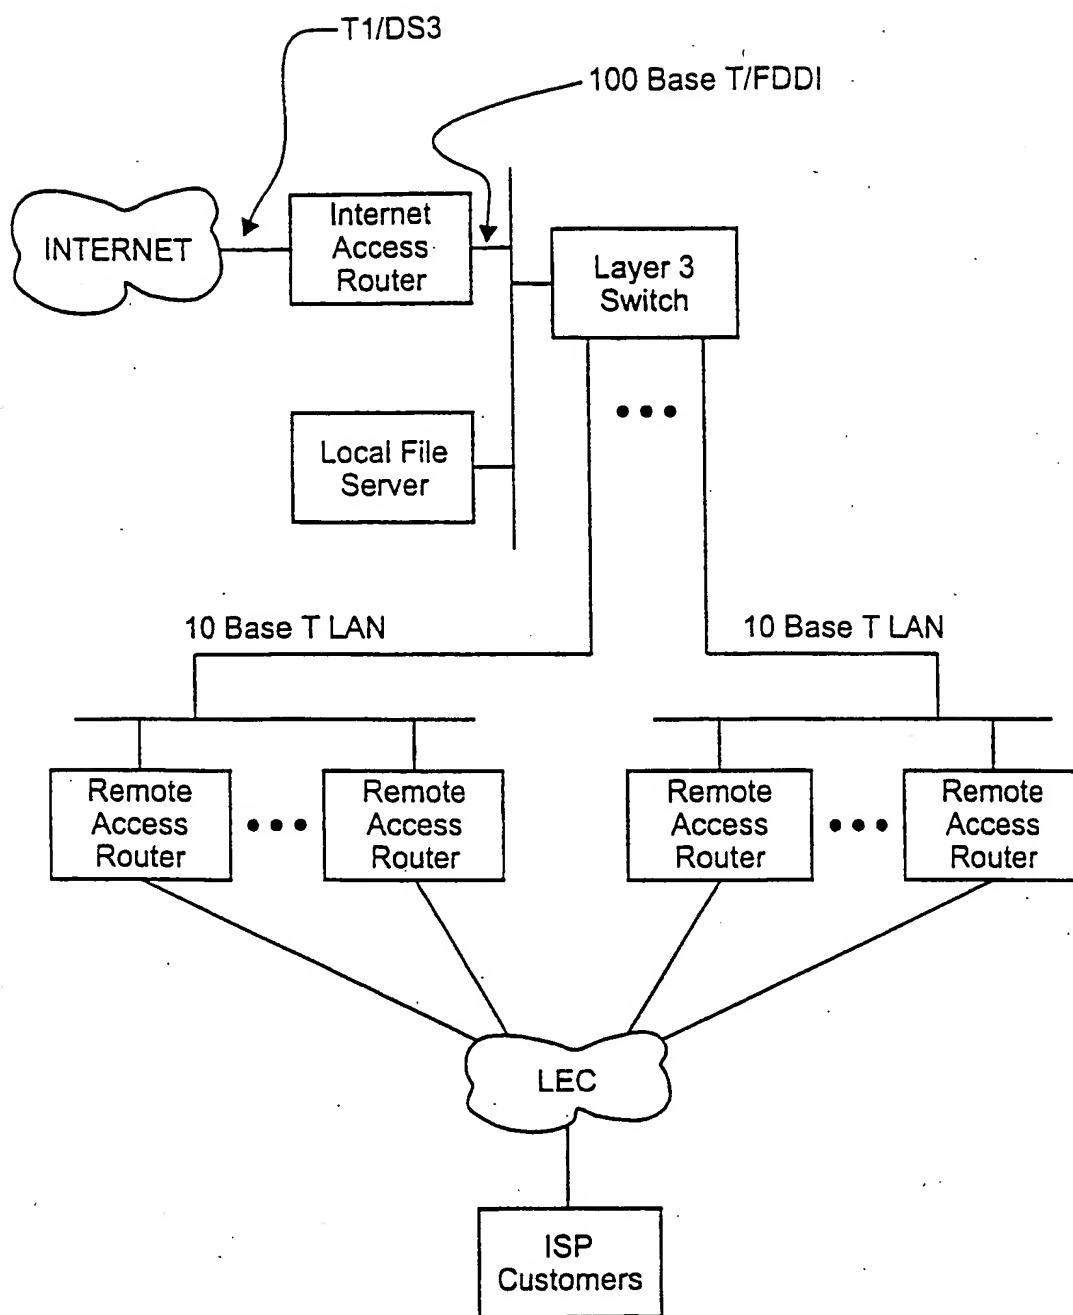 T1/DS3
100 Base T/FDDI
INTERNET
Internet
Access
Router
Layer 3
Switch
Local File
Server
10 Base T LAN
10 Base T LAN
Remote
Access
Router
Remote
Access
Router
Remote
Access
Router
Remote
Access
Router
LEC
ISP
Customers